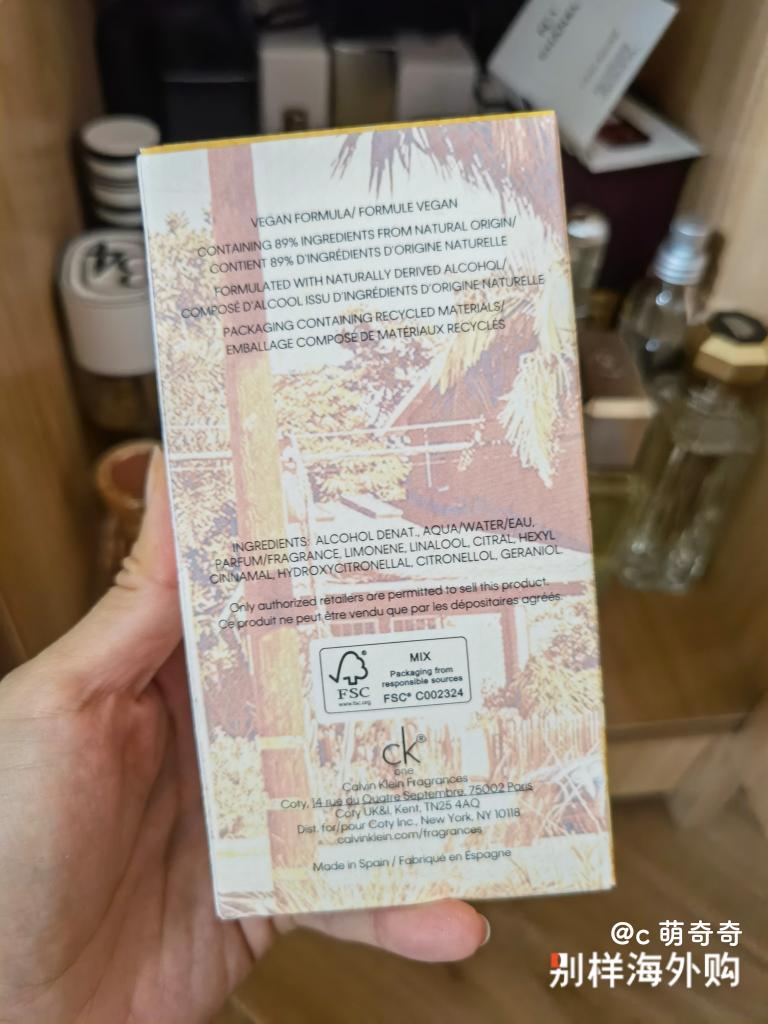 VEGAN FORMULA/ FORMULE VEGAN
CONTAINING 89% INGREDIENTS FROM NATURAL ORIGIN/
CONTIENT 89% D'INGRÉDIENTS D'ORIGINE NATURELLE
FORMULATED WITH NATURALLY DERIVED ALCOHOL/
COMPOSÉ D'ALCOOL ISSU D'INGRÉDIENTS D'ORIGINE NATURELLE
PACKAGING CONTAINING RECYCLED MATERIALS/
EMBALLAGE COMPOSÉ DE MATÉRIAUX RECYCLÉS
INGREDIENTS: ALCOHOL DENAT., AQUA/WATER/EAU,
PARFUM/FRAGRANCE, LIMONENE, LINALOOL, CITRAL, HEXYL
CINNAMAL, HYDROXYCITRONELLAL, CITRONELLOL, GERANIOL
Only authorized retailers are permitted to sell this product.
Ce produit ne peut être vendu que par les dépositaires agréés.
FSC
www.fsc.org
MIX
Packaging from
responsible sources
FSC® C002324
ck®
one
Calvin Klein Fragrances
Coty, 14 rue du Quatre Septembre, 75002 Paris
Coty UK&I, Kent, TN25 4AQ
Dist. for/pour Coty Inc., New York, NY 10118
calvinklein.com/fragrances
Made in Spain / Fabriqué en Espagne
34
@c 萌奇奇
别样海外购